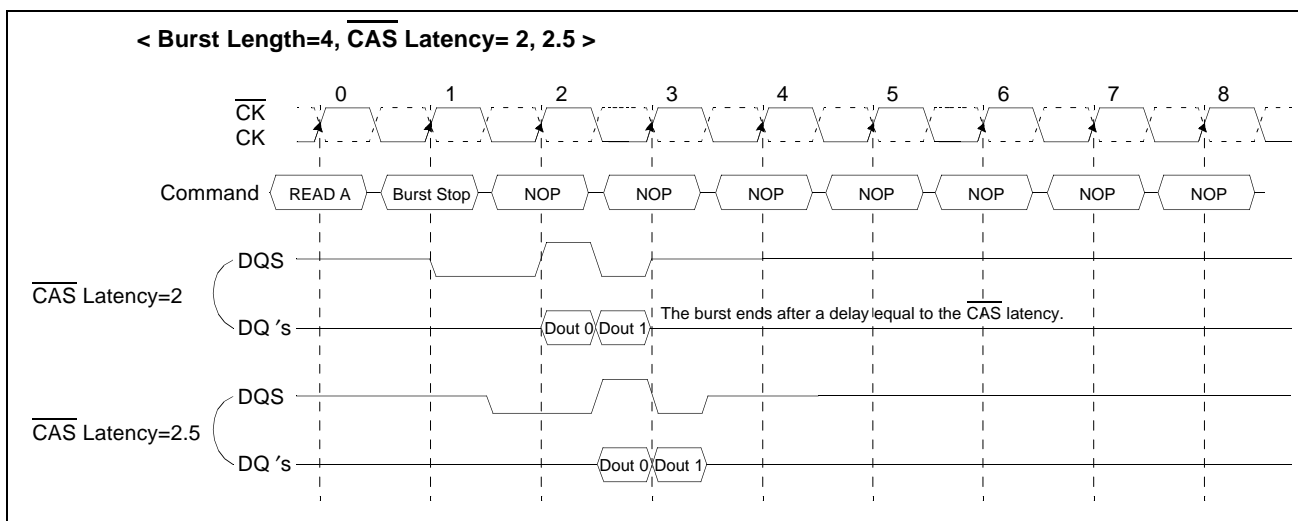 < Burst Length=4, CAS Latency= 2, 2.5 >
0 1 2 3 4 5 6 7 8
CK
CK
Command READ A Burst Stop NOP NOP NOP NOP NOP NOP NOP
DQS
CAS Latency=2
The burst ends after a delay equal to the CAS latency.
DQ ′s Dout 0 Dout 1
DQS
CAS Latency=2.5
DQ ′s Dout 0 Dout 1